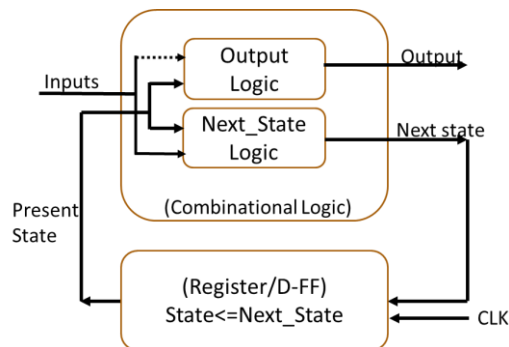 Output
Logic
Output
Inputs
Next_State
Logic
Next state
(Combinational Logic)
Present
State
(Register/D-FF)
State<=Next_State
CLK